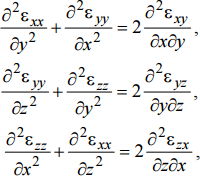 ∂²ε_xx/∂y² + ∂²ε_yy/∂x² = 2 ∂²ε_xy/∂x∂y ,
∂²ε_yy/∂z² + ∂²ε_zz/∂y² = 2 ∂²ε_yz/∂y∂z ,
∂²ε_zz/∂x² + ∂²ε_xx/∂z² = 2 ∂²ε_zx/∂z∂x ,